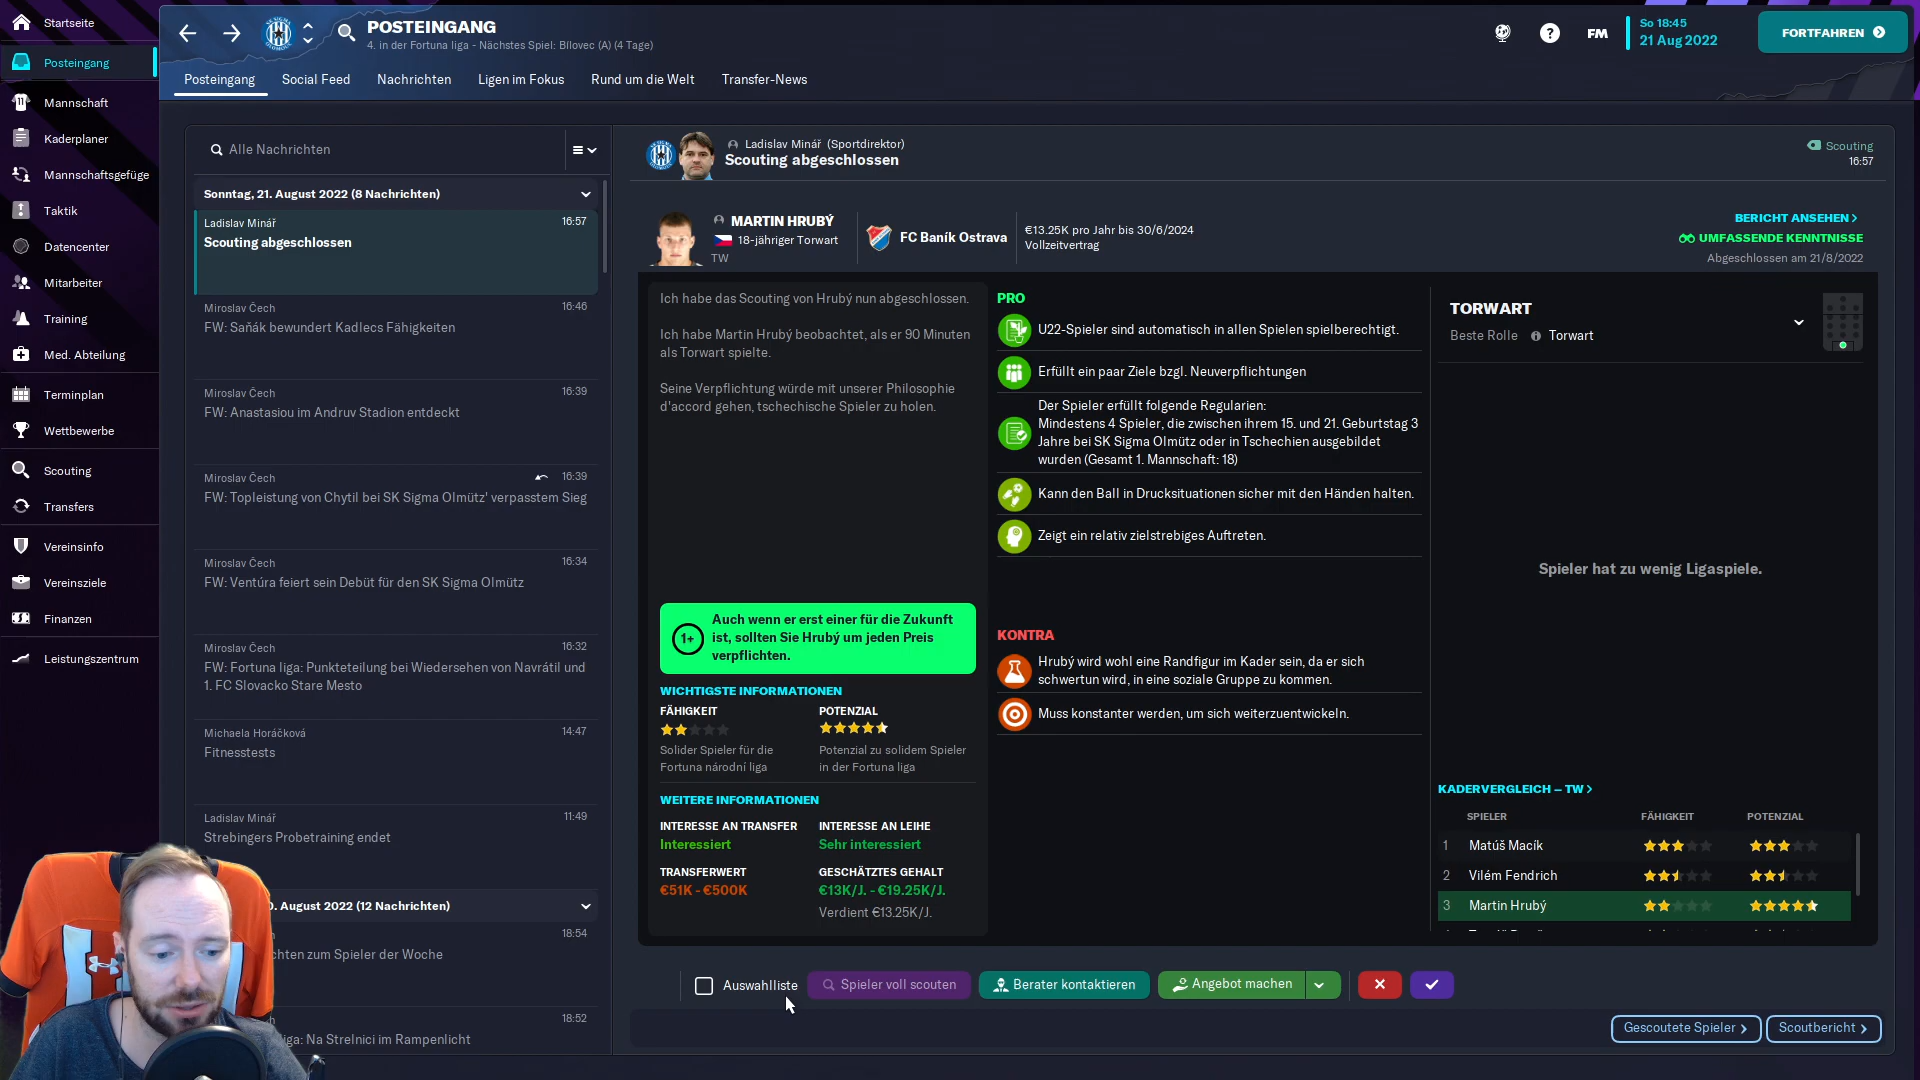 Startseite
Posteingang
Mannschaft
Kaderplaner
Mannschaftsgefüge
Taktik
Datencenter
Mitarbeiter
Training
Med. Abteilung
Terminplan
Wettbewerbe
Scouting
Transfers
Vereinsinfo
Vereinsziele
Finanzen
Leistungszentrum
POSTEINGANG
4. in der Fortuna liga - Nächstes Spiel: Bílovec (A) (4 Tage)
FM
So 18:45
21 Aug 2022
FORTFAHREN
Posteingang Social Feed Nachrichten Ligen im Fokus Rund um die Welt Transfer-News
Alle Nachrichten
Sonntag, 21. August 2022 (8 Nachrichten)
Ladislav Minář 16:57
Scouting abgeschlossen
Miroslav Čech 16:46
FW: Saňák bewundert Kadlecs Fähigkeiten
Miroslav Čech 16:39
FW: Anastasiou im Andruv Stadion entdeckt
Miroslav Čech 16:39
FW: Topleistung von Chytil bei SK Sigma Olmütz' verpasstem Sieg
Miroslav Čech 16:34
FW: Ventúra feiert sein Debüt für den SK Sigma Olmütz
Miroslav Čech 16:32
FW: Fortuna liga: Punkteteilung bei Wiedersehen von Navrátil und
1. FC Slovacko Stare Mesto
Michaela Horáčková 14:47
Fitnesstests
Ladislav Minář 11:49
Strebingers Probetraining endet
. August 2022 (12 Nachrichten)
18:54
chten zum Spieler der Woche
18:52
iga: Na Strelnici im Rampenlicht
Ladislav Minář (Sportdirektor)
Scouting abgeschlossen
Scouting
16:57
MARTIN HRUBÝ
18-jähriger Torwart
TW
FC Baník Ostrava
€13.25K pro Jahr bis 30/6/2024
Vollzeitvertrag
BERICHT ANSEHEN
UMFASSENDE KENNTNISSE
Abgeschlossen am 21/8/2022
Ich habe das Scouting von Hrubý nun abgeschlossen.
Ich habe Martin Hrubý beobachtet, als er 90 Minuten
als Torwart spielte.
Seine Verpflichtung würde mit unserer Philosophie
d'accord gehen, tschechische Spieler zu holen.
1+
Auch wenn er erst einer für die Zukunft
ist, sollten Sie Hrubý um jeden Preis
verpflichten.
WICHTIGSTE INFORMATIONEN
FÄHIGKEIT POTENZIAL
Solider Spieler für die
Fortuna národní liga
Potenzial zu solidem Spieler
in der Fortuna liga
WEITERE INFORMATIONEN
INTERESSE AN TRANSFER INTERESSE AN LEIHE
Interessiert Sehr interessiert
TRANSFERWERT GESCHÄTZTES GEHALT
€51K - €500K €13K/J. - €19.25K/J.
Verdient €13.25K/J.
PRO
U22-Spieler sind automatisch in allen Spielen spielberechtigt.
Erfüllt ein paar Ziele bzgl. Neuverpflichtungen
Der Spieler erfüllt folgende Regularien:
Mindestens 4 Spieler, die zwischen ihrem 15. und 21. Geburtstag 3
Jahre bei SK Sigma Olmütz oder in Tschechien ausgebildet
wurden (Gesamt 1. Mannschaft: 18)
Kann den Ball in Drucksituationen sicher mit den Händen halten.
Zeigt ein relativ zielstrebiges Auftreten.
KONTRA
Hrubý wird wohl eine Randfigur im Kader sein, da er sich
schwertun wird, in eine soziale Gruppe zu kommen.
Muss konstanter werden, um sich weiterzuentwickeln.
TORWART
Beste Rolle Torwart
Spieler hat zu wenig Ligaspiele.
KADERVERGLEICH – TW
SPIELER FÄHIGKEIT POTENZIAL
1 Matúš Macík
2 Vilém Fendrich
3 Martin Hrubý
Auswahlliste Spieler voll scouten Berater kontaktieren Angebot machen
Gescoutete Spieler Scoutbericht